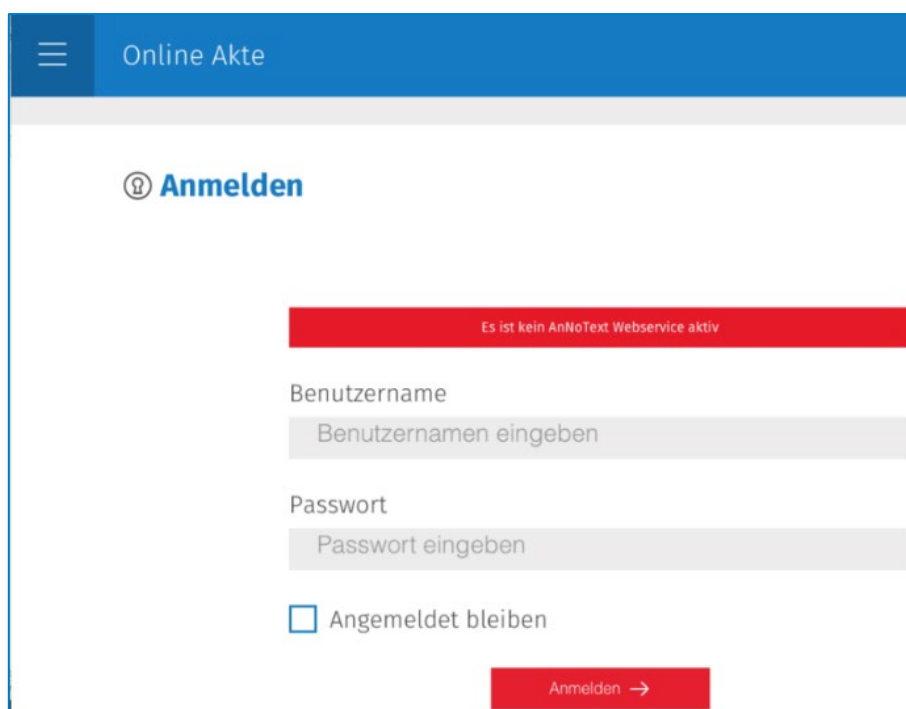 Online Akte
Anmelden
Es ist kein AnNoText Webservice aktiv
Benutzername
Benutzernamen eingeben
Passwort
Passwort eingeben
Angemeldet bleiben
Anmelden →